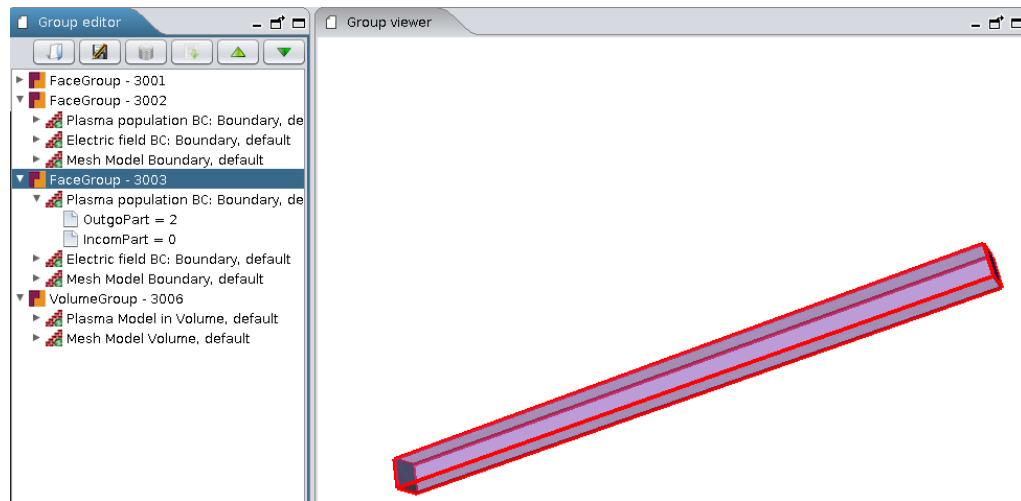 Group editor
Group viewer
FaceGroup - 3001
FaceGroup - 3002
Plasma population BC: Boundary, de
Electric field BC: Boundary, default
Mesh Model Boundary, default
FaceGroup - 3003
Plasma population BC: Boundary, de
OutgoPart = 2
IncomPart = 0
Electric field BC: Boundary, default
Mesh Model Boundary, default
VolumeGroup - 3006
Plasma Model in Volume, default
Mesh Model Volume, default